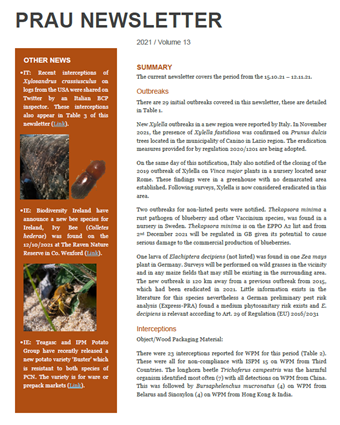 PRAU NEWSLETTER
2021 / Volume 13
OTHER NEWS
•IT: Recent interceptions of
Xylosandrus crassiusculus on
logs from the USA were shared on
Twitter by an Italian BCP
inspector. These interceptions
also appear in Table 3 of
this newsletter (Link).
•IE: Biodiversity Ireland have
announce a new bee species for
Ireland, Ivy Bee (Colletes
hederae) was found on the
12/10/2021 at The Raven Nature
Reserve in Co. Wexford (Link).
•IE: Teagasc and IPM Potato
Group have recently released a
new potato variety 'Buster' which
is resistant to both species of
PCN. The variety is for ware or
prepack markets (Link).
SUMMARY
The current newsletter covers the period from the 15.10.21 – 12.11.21.
Outbreaks
There are 29 initial outbreaks covered in this newsletter, these are detailed
in Table 1.
New Xylella outbreaks in a new region were reported by Italy. In November
2021, the presence of Xylella fastidiosa was confirmed on Prunus dulcis
trees located in the municipality of Canino in Lazio region. The eradication
measures provided for by regulation 2020/1201 are being adopted.
On the same day of this notification, Italy also notified of the closing of the
2019 outbreak of Xylella on Vinca major plants in a nursery located near
Rome. These findings were in a greenhouse with no demarcated area
established. Following surveys, Xylella is now considered eradicated in this
area.
Two outbreaks for non-listed pests were notified. Thekopsora minima a
rust pathogen of blueberry and other Vaccinium species, was found in a
nursery in Sweden. Thekopsora minima is on the EPPO A2 list and from
2nd December 2021 will be regulated in GB given its potential to cause
serious damage to the commercial production of blueberries.
One larva of Elachiptera decipiens (not listed) was found in one Zea mays
plant in Germany. Surveys will be performed on wild grasses in the vicinity
and in any maize fields that may still be existing in the surrounding area.
The new outbreak is 120 km away from a previous outbreak from 2015,
which had been eradicated in 2021. Little information exists in the
literature for this species nevertheless a German preliminary pest risk
analysis (Express-PRA) found a medium phytosanitary risk exists and E.
decipiens is relevant according to Art. 29 of Regulation (EU) 2016/2031
Interceptions
Object/Wood Packaging Material:
There were 23 interceptions reported for WPM for this period (Table 2).
These were all for non-compliance with ISPM 15 on WPM from Third
Countries. The longhorn beetle Trichoferus campestris was the harmful
organism identified most often (7) with all detections on WPM from China.
This was followed by Bursaphelenchus mucronatus (4) on WPM from
Belarus and Sinoxylon (4) on WPM from Hong Kong & India.